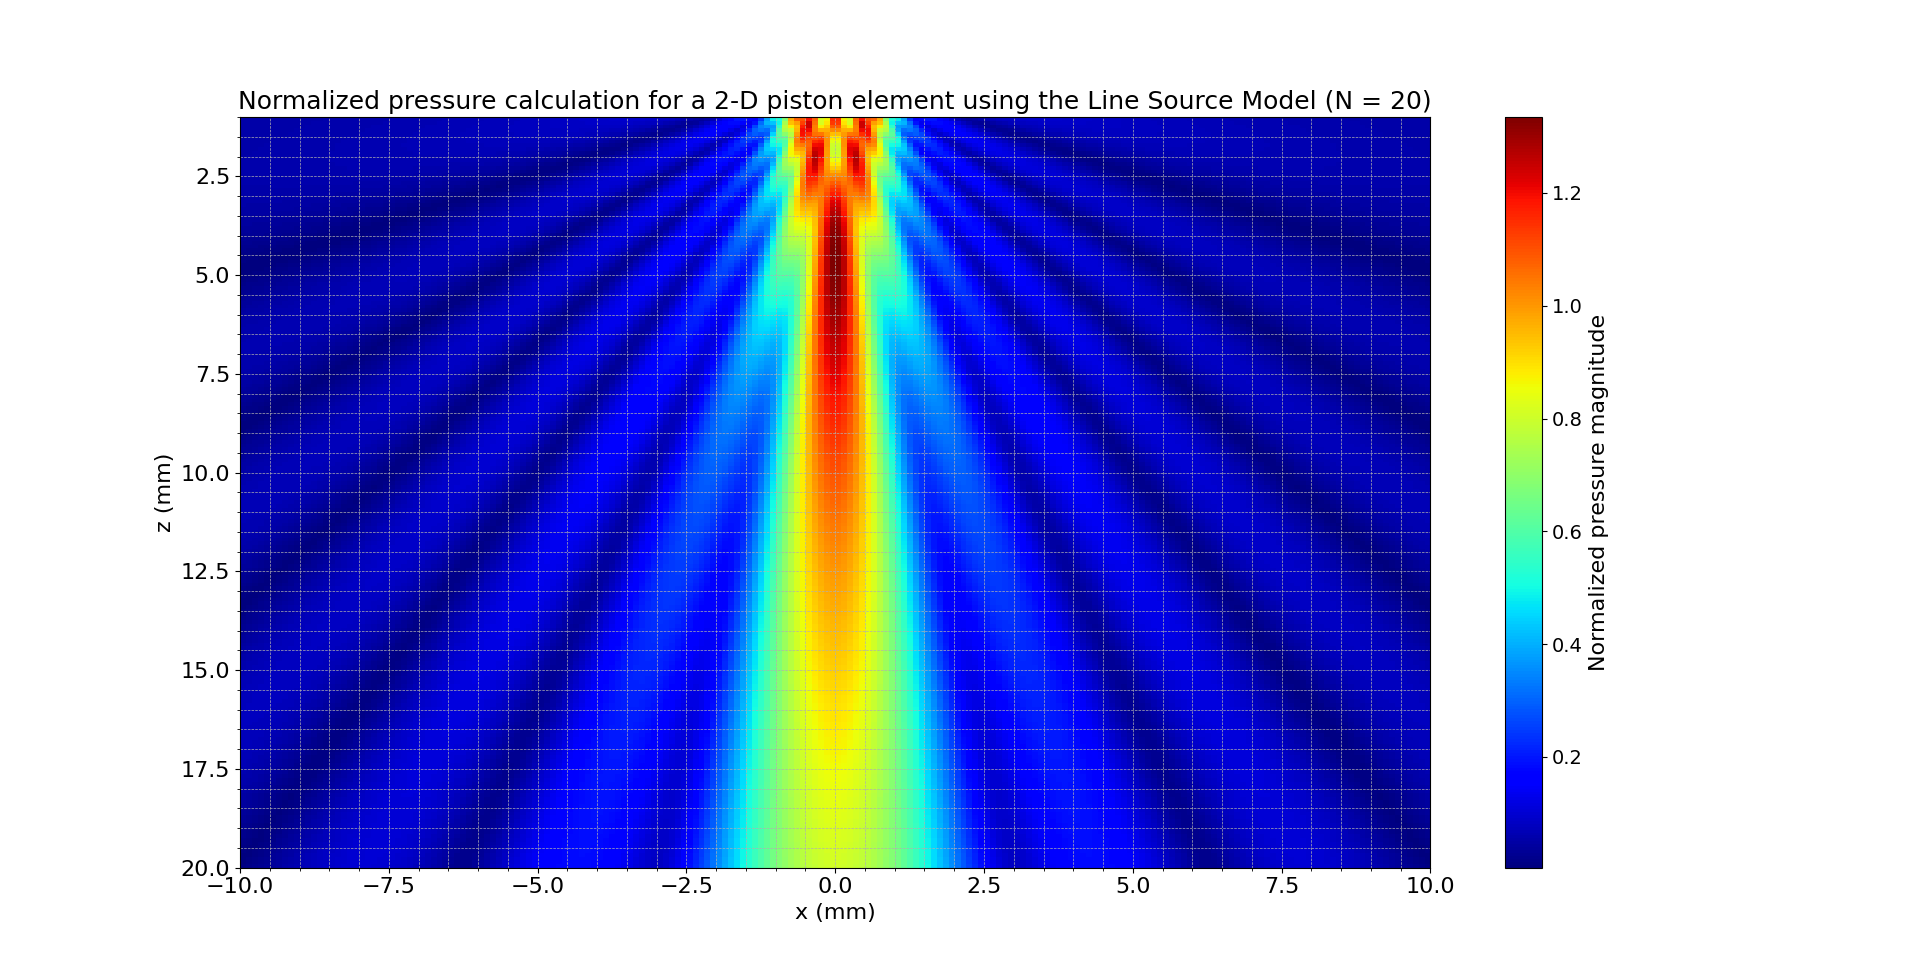 Normalized pressure calculation for a 2-D piston element using the Line Source Model (N = 20)
2.5
5.0
7.5
10.0
12.5
15.0
17.5
20.0
z (mm)
−10.0 −7.5 −5.0 −2.5 0.0 2.5 5.0 7.5 10.0
x (mm)
1.2
1.0
0.8
0.6
0.4
0.2
Normalized pressure magnitude